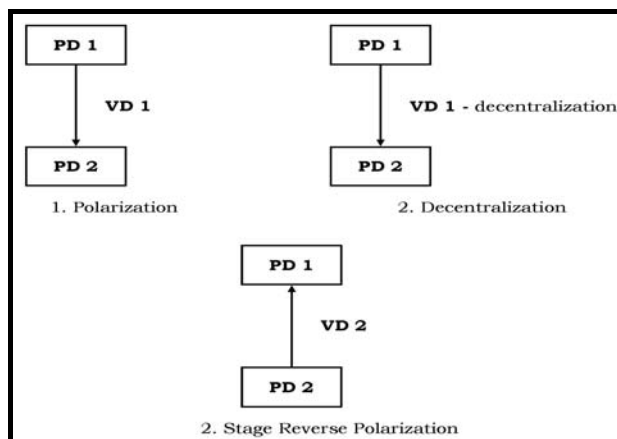 PD 1
VD 1
PD 2
1. Polarization
PD 1
VD 1 - decentralization
PD 2
2. Decentralization
PD 1
VD 2
PD 2
2. Stage Reverse Polarization